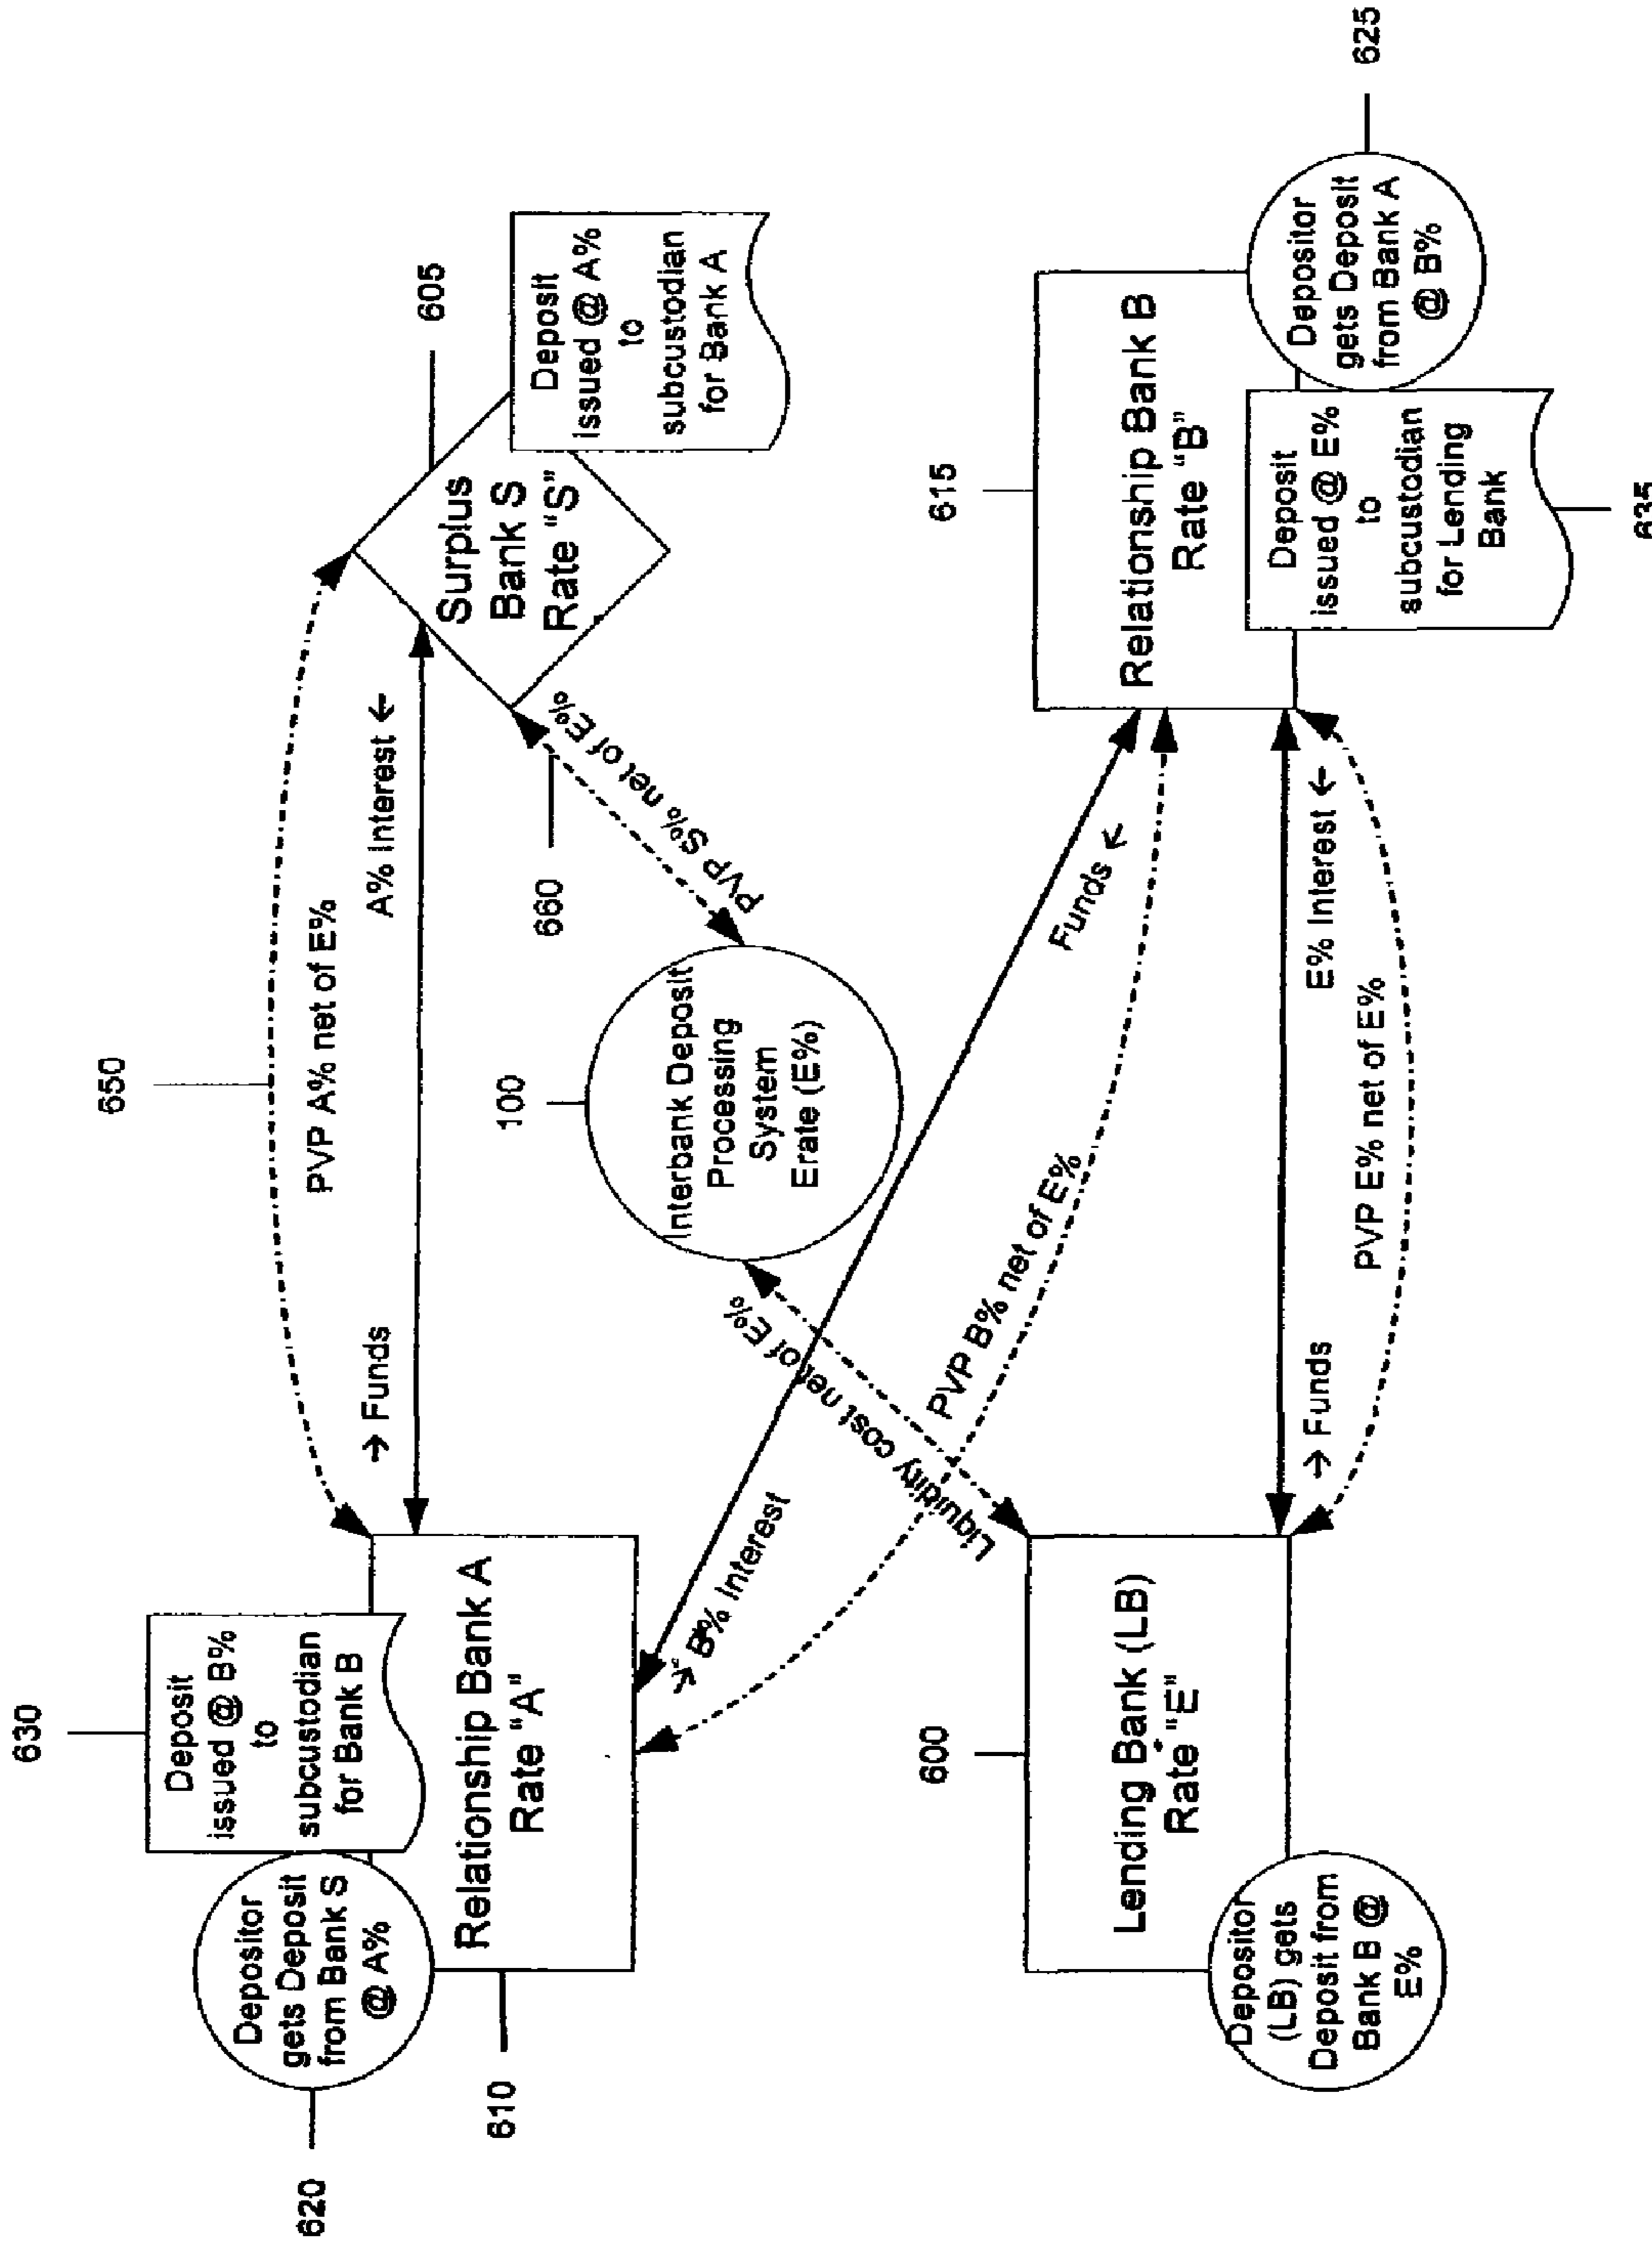 650
630
Deposit
issued @ B%
to
subcustodian
for Bank B
620
Depositor
gets Deposit
from Bank S
@ A%
610
Relationship Bank A
Rate "A"
PVP A% net of E%
→ Funds
A% Interest ←
605
Surplus
Bank S
Rate "S"
Deposit
issued @ A%
to
subcustodian
for Bank A
660
PVP S% net of E%
100
Interbank Deposit
Processing
System
Erate (E%)
Liquidity cost net of E%
→ B% Interest
Funds ←
PVP B% net of E%
600
Lending Bank (LB)
Rate "E"
Depositor
(LB) gets
Deposit from
Bank B @
E%
→ Funds
E% Interest ←
PVP E% net of E%
615
Relationship Bank B
Rate "B"
Deposit
issued @ E%
to
subcustodian
for Lending
Bank
635
Depositor
gets Deposit
from Bank A
@ B%
625